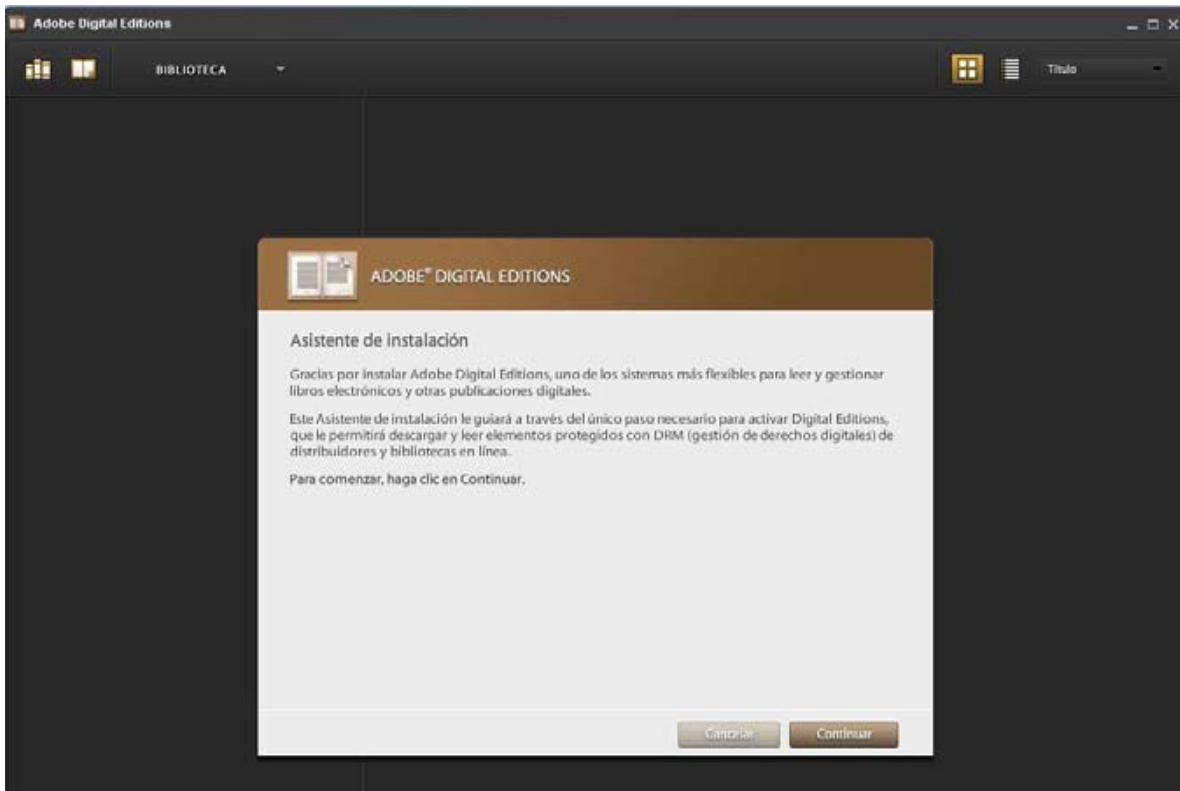 Adobe Digital Editions
BIBLIOTECA
Título
ADOBE® DIGITAL EDITIONS
Asistente de instalación
Gracias por instalar Adobe Digital Editions, uno de los sistemas más flexibles para leer y gestionar
libros electrónicos y otras publicaciones digitales.
Este Asistente de instalación le guiará a través del único paso necesario para activar Digital Editions,
que le permitirá descargar y leer elementos protegidos con DRM (gestión de derechos digitales) de
distribuidores y bibliotecas en línea.
Para comenzar, haga clic en Continuar.
Cancelar
Continuar